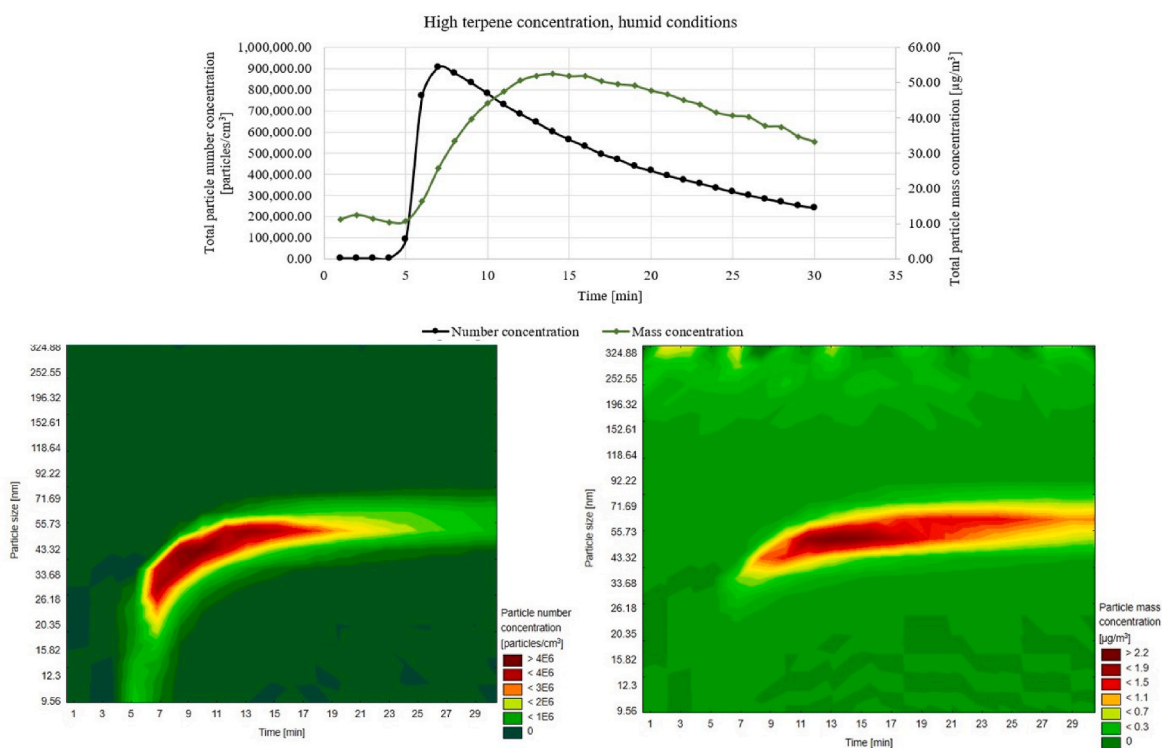 High terpene concentration, humid conditions
Total particle number concentration
[particles/cm³]
1,000,000.00
900,000.00
800,000.00
700,000.00
600,000.00
500,000.00
400,000.00
300,000.00
200,000.00
100,000.00
0.00
60.00
50.00
40.00
30.00
20.00
10.00
0.00
Total particle mass concentration [µg/m³]
0 5 10 15 20 25 30 35
Time [min]
Number concentration Mass concentration
Particle size [nm]
324.88
252.55
196.32
152.61
118.64
92.22
71.69
55.73
43.32
33.68
26.18
20.35
15.82
12.3
9.56
1 3 5 7 9 11 13 15 17 19 21 23 25 27 29
Time [min]
Particle number
concentration
[particles/cm³]
> 4E6
< 4E6
< 3E6
< 2E6
< 1E6
0
Particle size [nm]
324.88
252.55
196.32
152.61
118.64
92.22
71.69
55.73
43.32
33.68
26.18
20.35
15.82
12.3
9.56
1 3 5 7 9 11 13 15 17 19 21 23 25 27 29
Time [min]
Particle mass
concentration
[µg/m³]
> 2.2
< 1.9
< 1.5
< 1.1
< 0.7
< 0.3
0